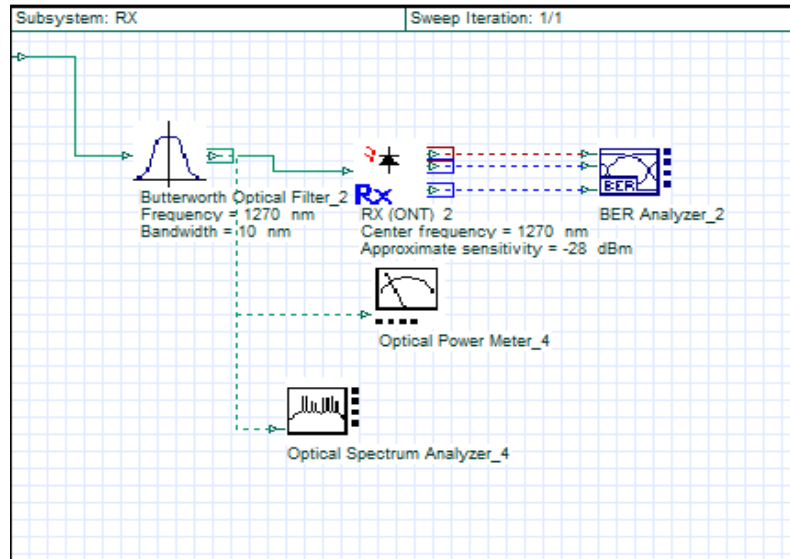 Subsystem: RX
Sweep Iteration: 1/1
Butterworth Optical Filter_2
Frequency = 1270 nm
Bandwidth = 10 nm
Rx
RX (ONT)_2
Center frequency = 1270 nm
Approximate sensitivity = -28 dBm
BER
BER Analyzer_2
Optical Power Meter_4
Optical Spectrum Analyzer_4